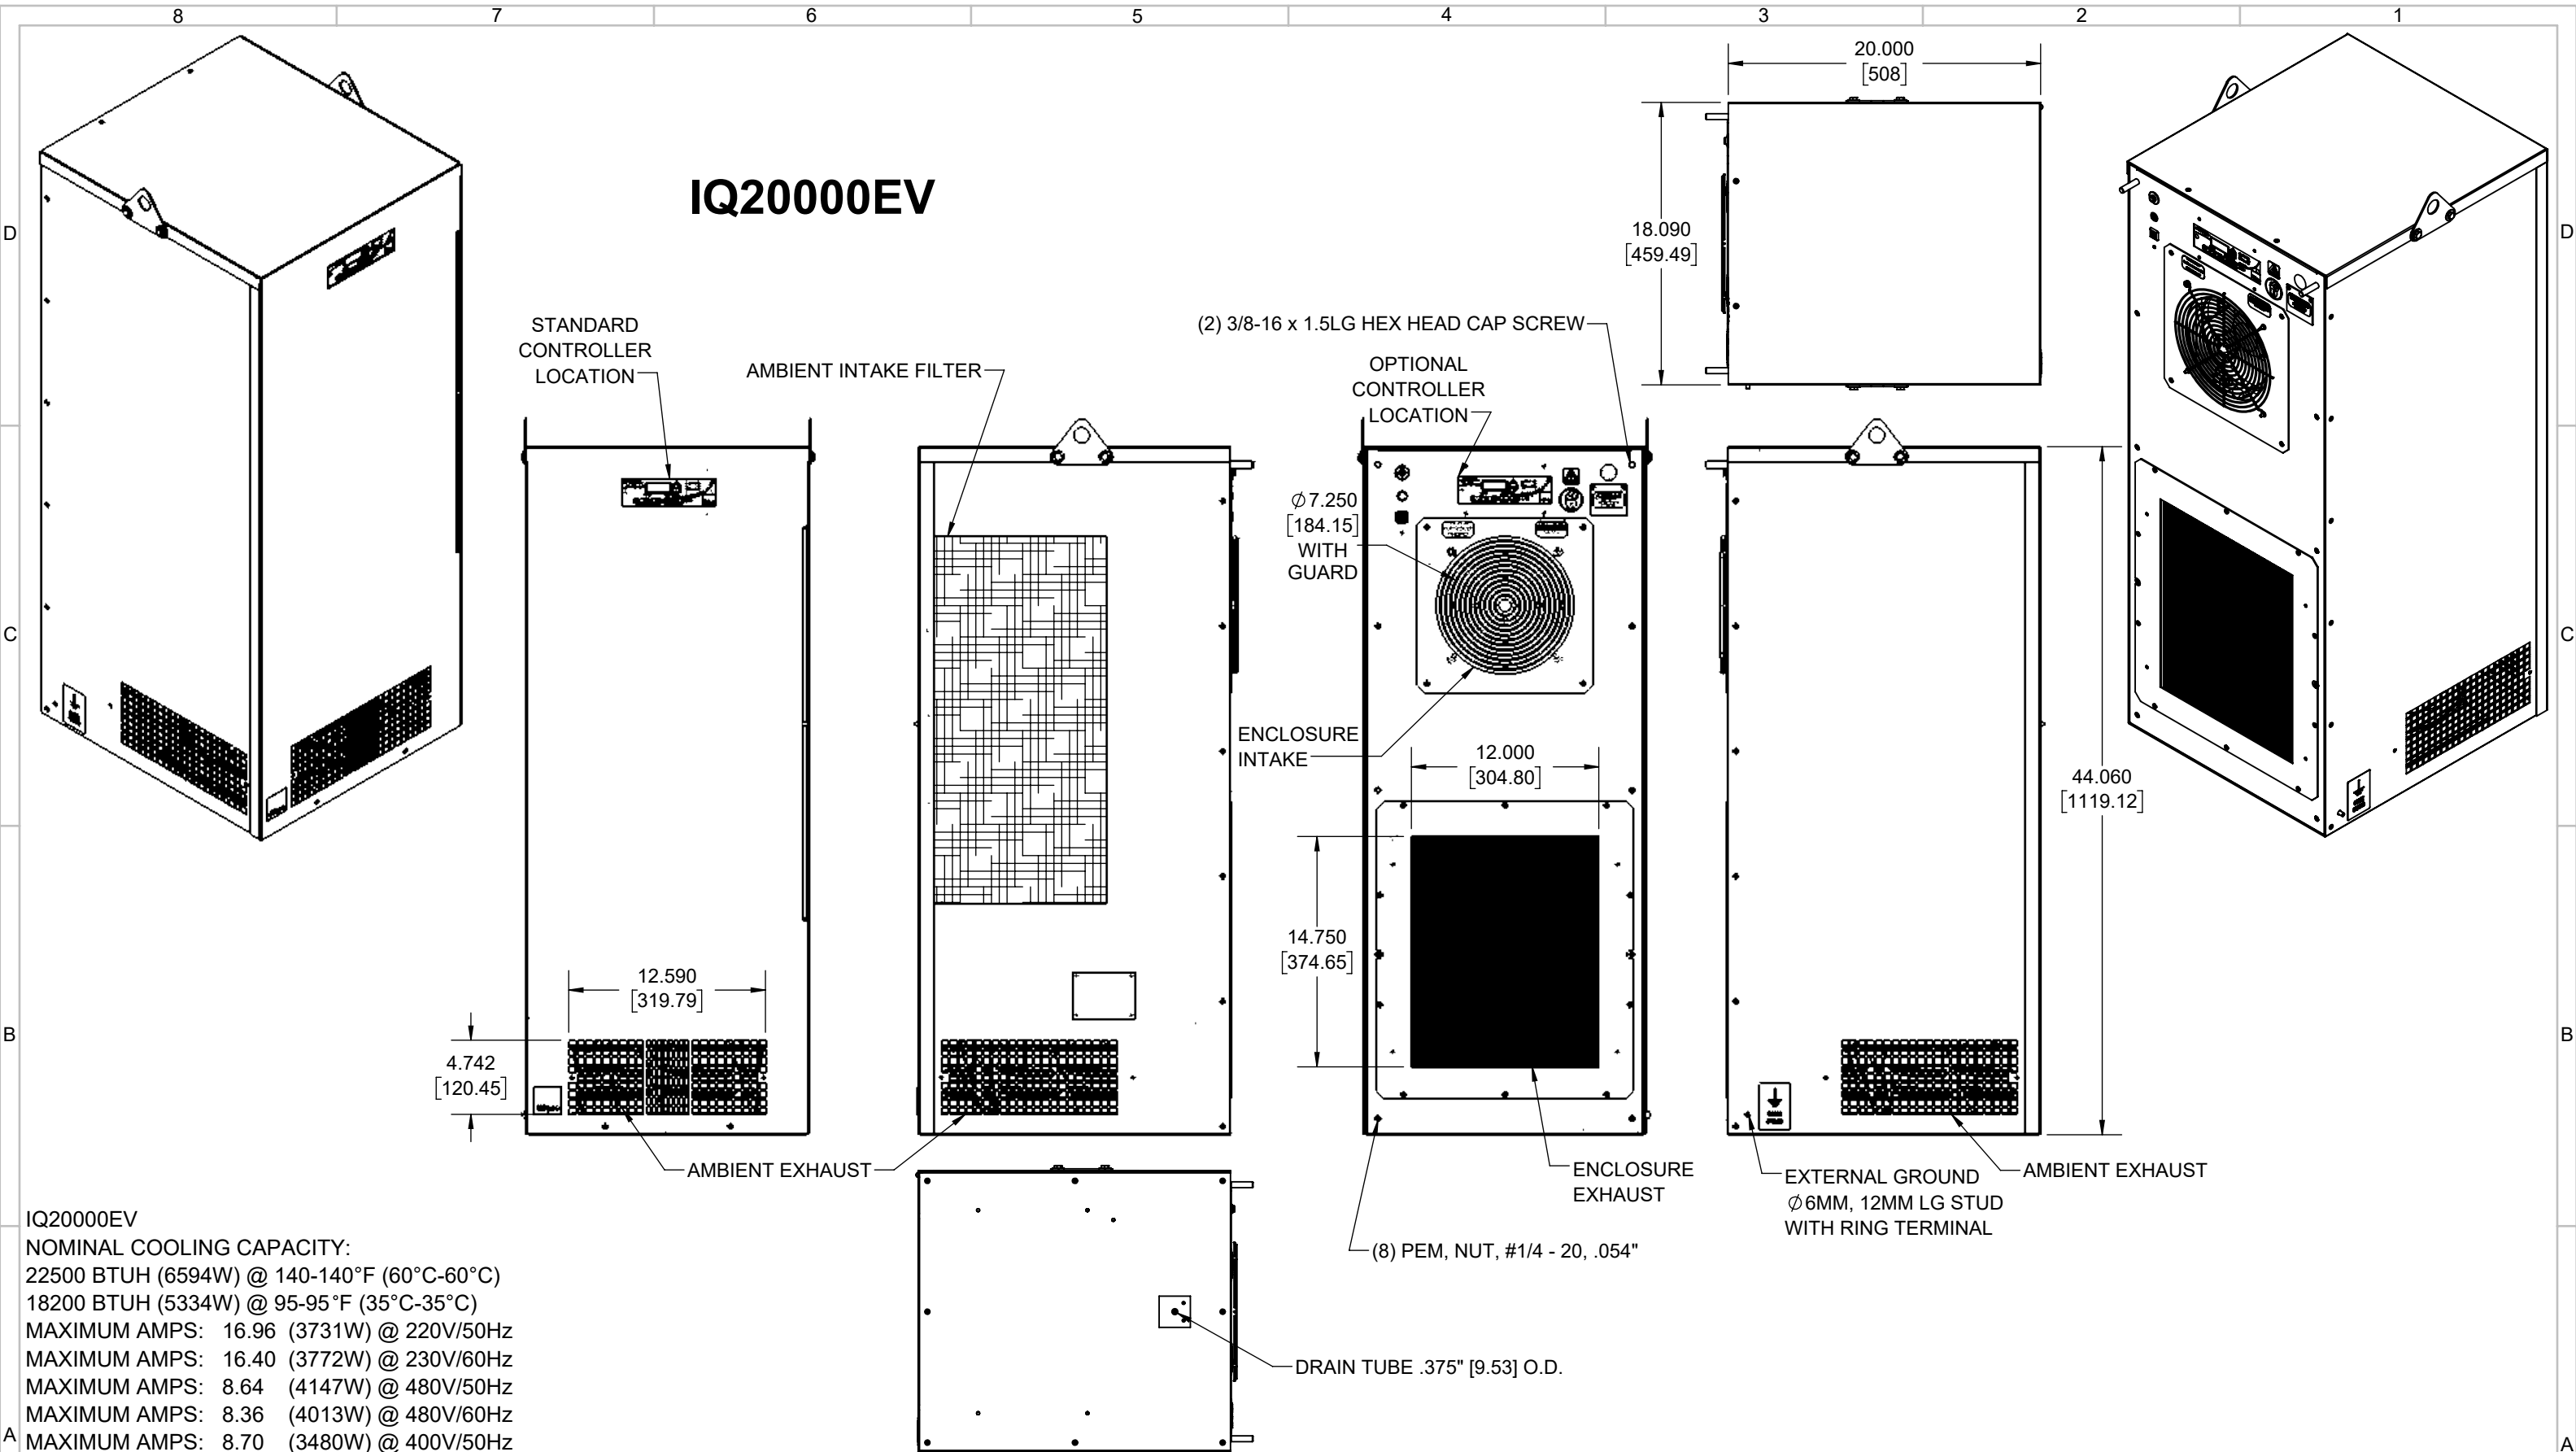 8 7 6 5 4 3 2 1
IQ20000EV
20.000
[508]
18.090
[459.49]
D
D
STANDARD
CONTROLLER
LOCATION
AMBIENT INTAKE FILTER
(2) 3/8-16 x 1.5LG HEX HEAD CAP SCREW
OPTIONAL
CONTROLLER
LOCATION
Ø7.250
[184.15]
WITH
GUARD
C
C
ENCLOSURE
INTAKE
12.000
[304.80]
44.060
[1119.12]
14.750
[374.65]
12.590
[319.79]
4.742
[120.45]
B
B
AMBIENT EXHAUST
ENCLOSURE
EXHAUST
EXTERNAL GROUND
Ø6MM, 12MM LG STUD
WITH RING TERMINAL
AMBIENT EXHAUST
(8) PEM, NUT, #1/4 - 20, .054"
DRAIN TUBE .375" [9.53] O.D.
IQ20000EV
NOMINAL COOLING CAPACITY:
22500 BTUH (6594W) @ 140-140°F (60°C-60°C)
18200 BTUH (5334W) @ 95-95°F (35°C-35°C)
MAXIMUM AMPS: 16.96 (3731W) @ 220V/50Hz
MAXIMUM AMPS: 16.40 (3772W) @ 230V/60Hz
MAXIMUM AMPS: 8.64 (4147W) @ 480V/50Hz
MAXIMUM AMPS: 8.36 (4013W) @ 480V/60Hz
MAXIMUM AMPS: 8.70 (3480W) @ 400V/50Hz
A
A